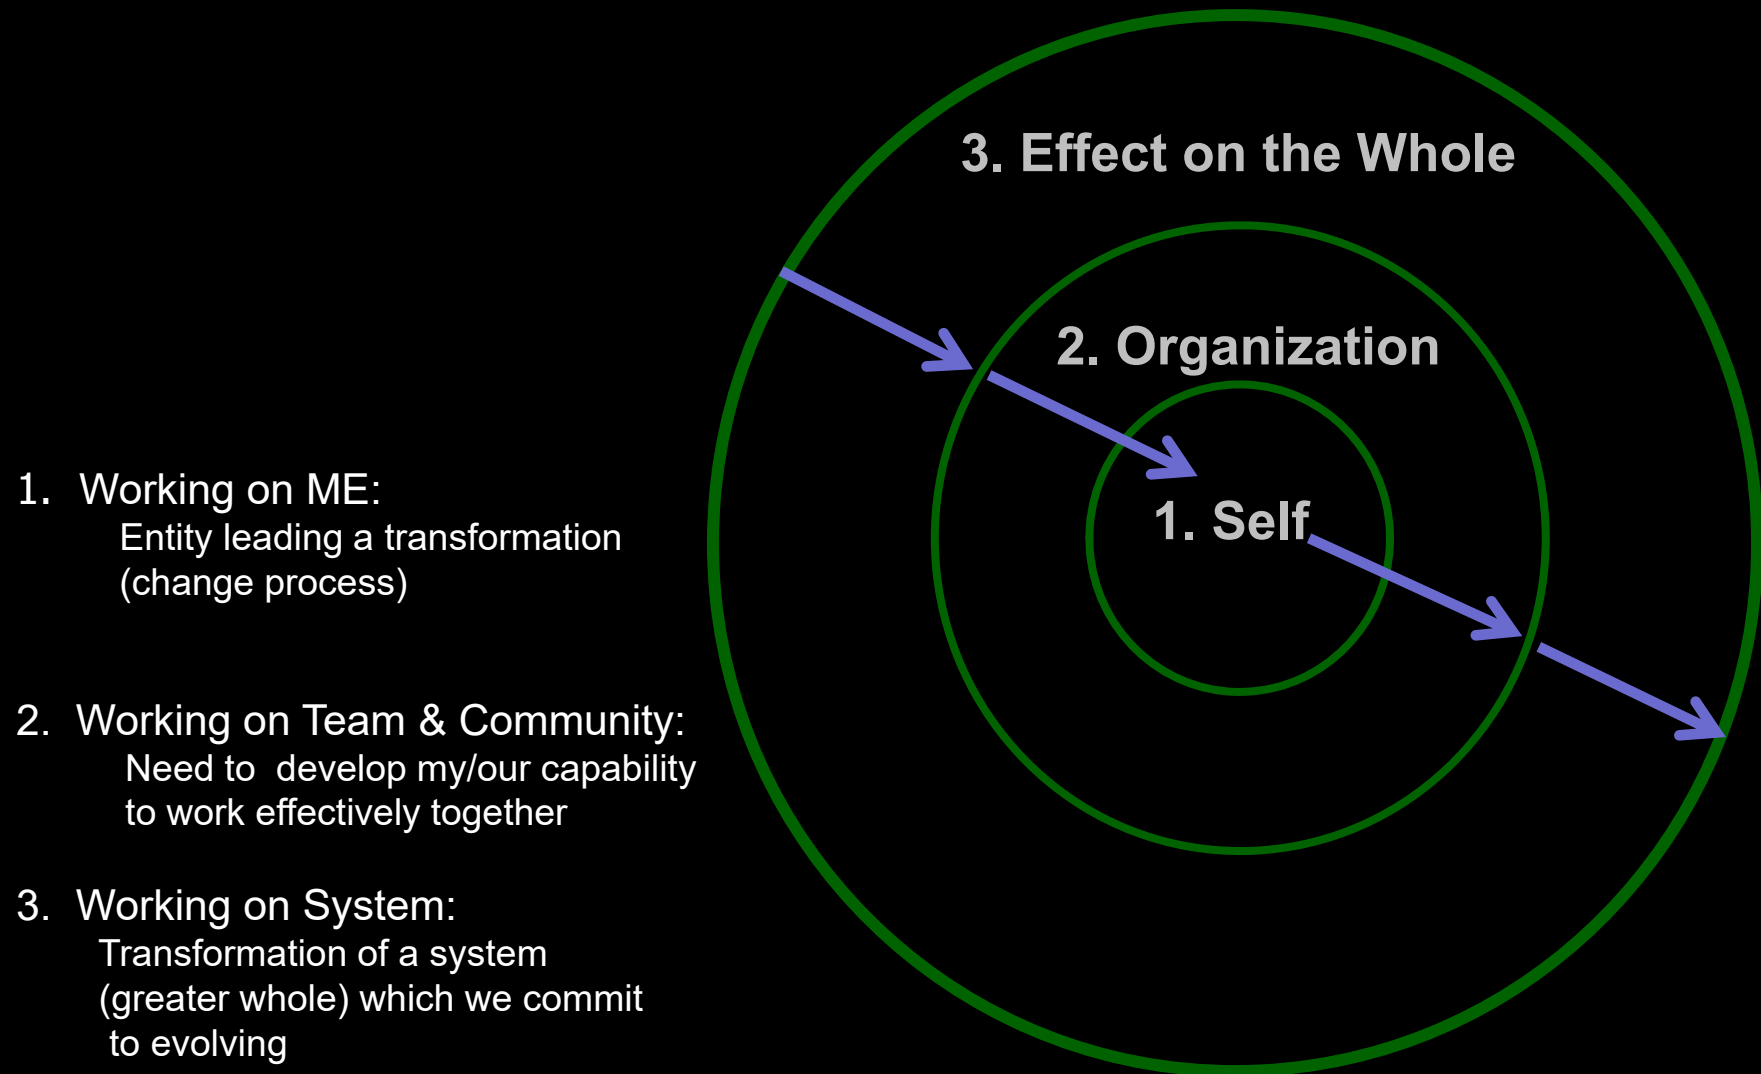 3. Effect on the Whole
2. Organization
1. Self
1. Working on ME:
Entity leading a transformation
(change process)
2. Working on Team & Community:
Need to develop my/our capability
to work effectively together
3. Working on System:
Transformation of a system
(greater whole) which we commit
to evolving